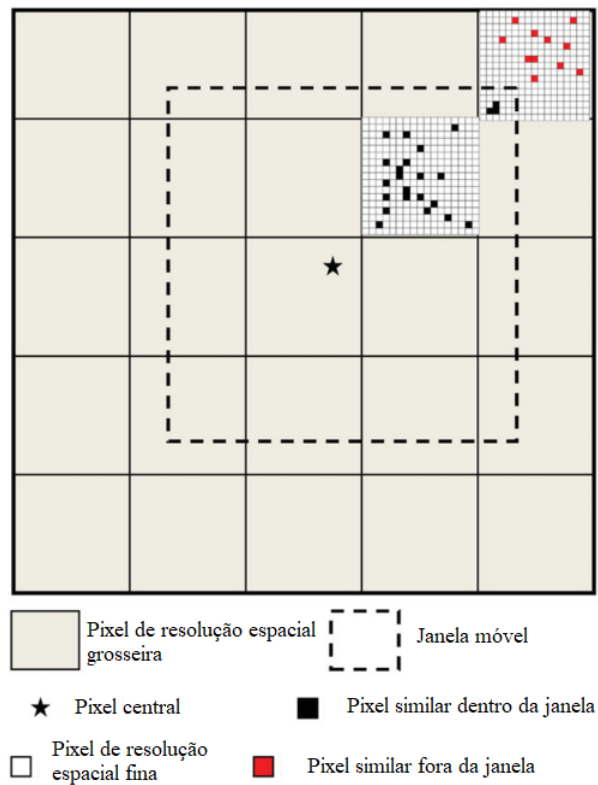 Pixel de resolução espacial
grosseira
Janela móvel
Pixel central
Pixel similar dentro da janela
Pixel de resolução
espacial fina
Pixel similar fora da janela